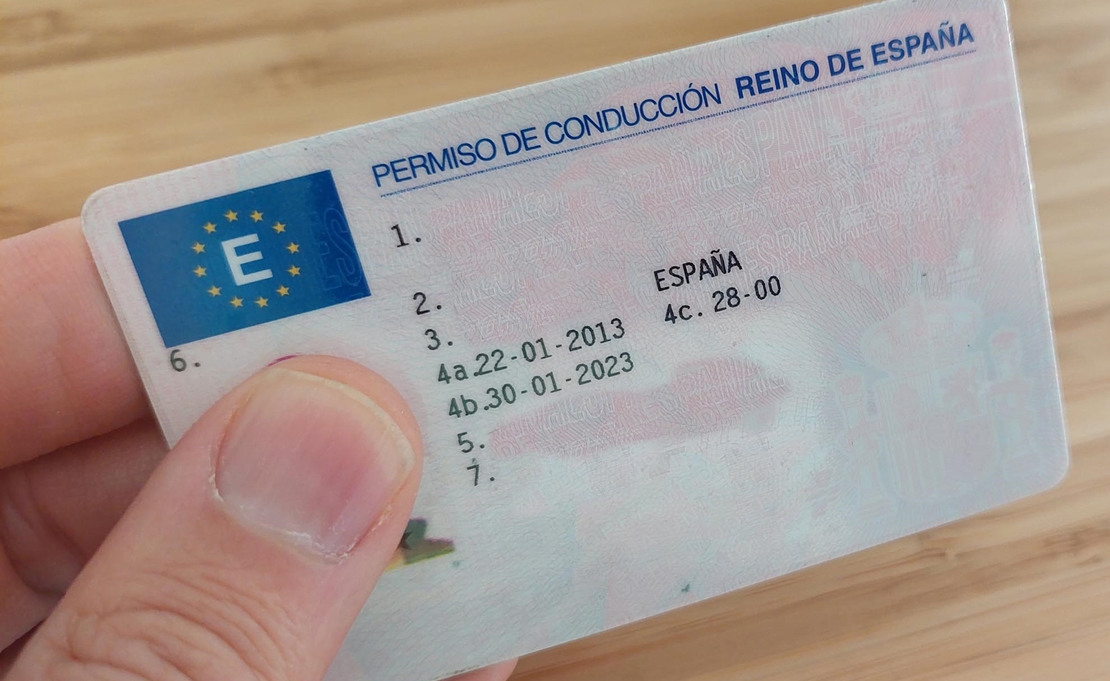 PERMISO DE CONDUCCIÓN REINO DE ESPAÑA
E
1.
2.
3. ESPAÑA
4a.22-01-2013 4c. 28-00
4b.30-01-2023
5.
6.
7.